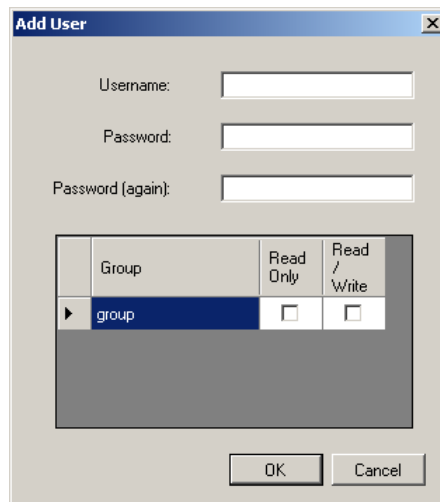 Add User
Username:
Password:
Password (again):
Group
Read
Only
Read
/
Write
group
OK
Cancel